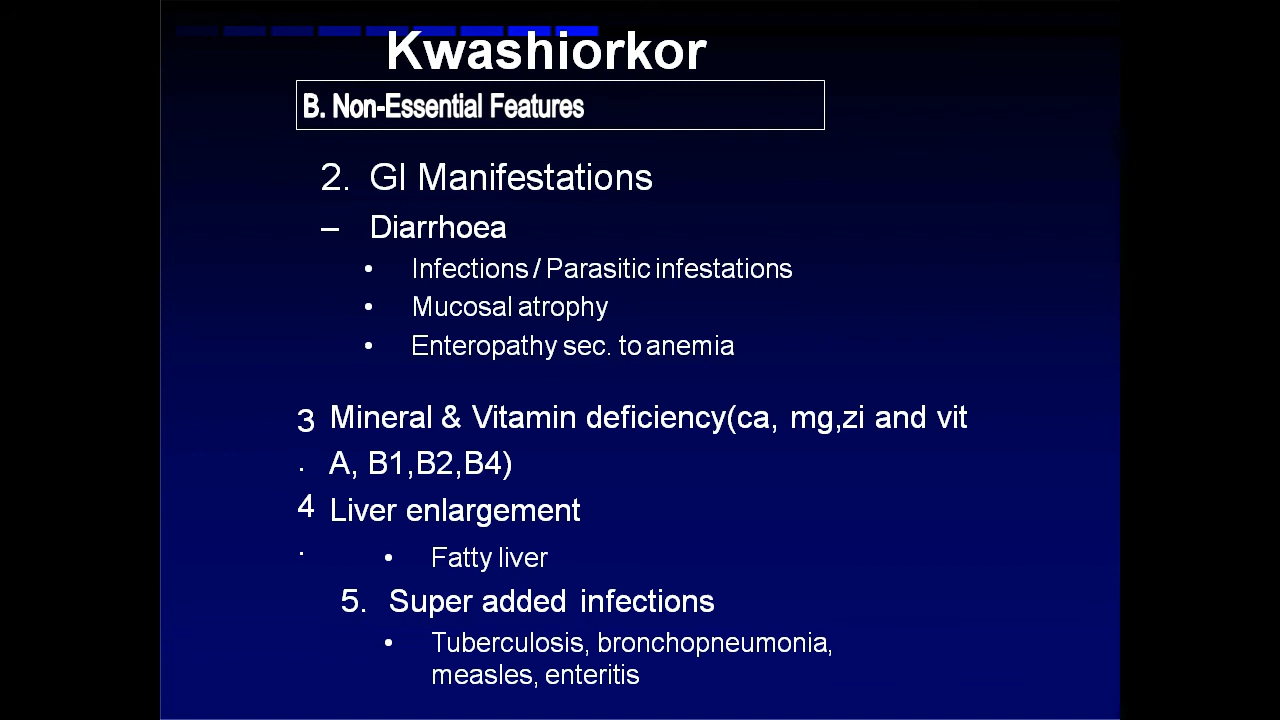 Kwashiorkor
B. Non-Essential Features
2. GI Manifestations
– Diarrhoea
• Infections / Parasitic infestations
• Mucosal atrophy
• Enteropathy sec. to anemia
3 Mineral & Vitamin deficiency(ca, mg,zi and vit
. A, B1,B2,B4)
4 Liver enlargement
.
• Fatty liver
5. Super added infections
• Tuberculosis, bronchopneumonia,
measles, enteritis